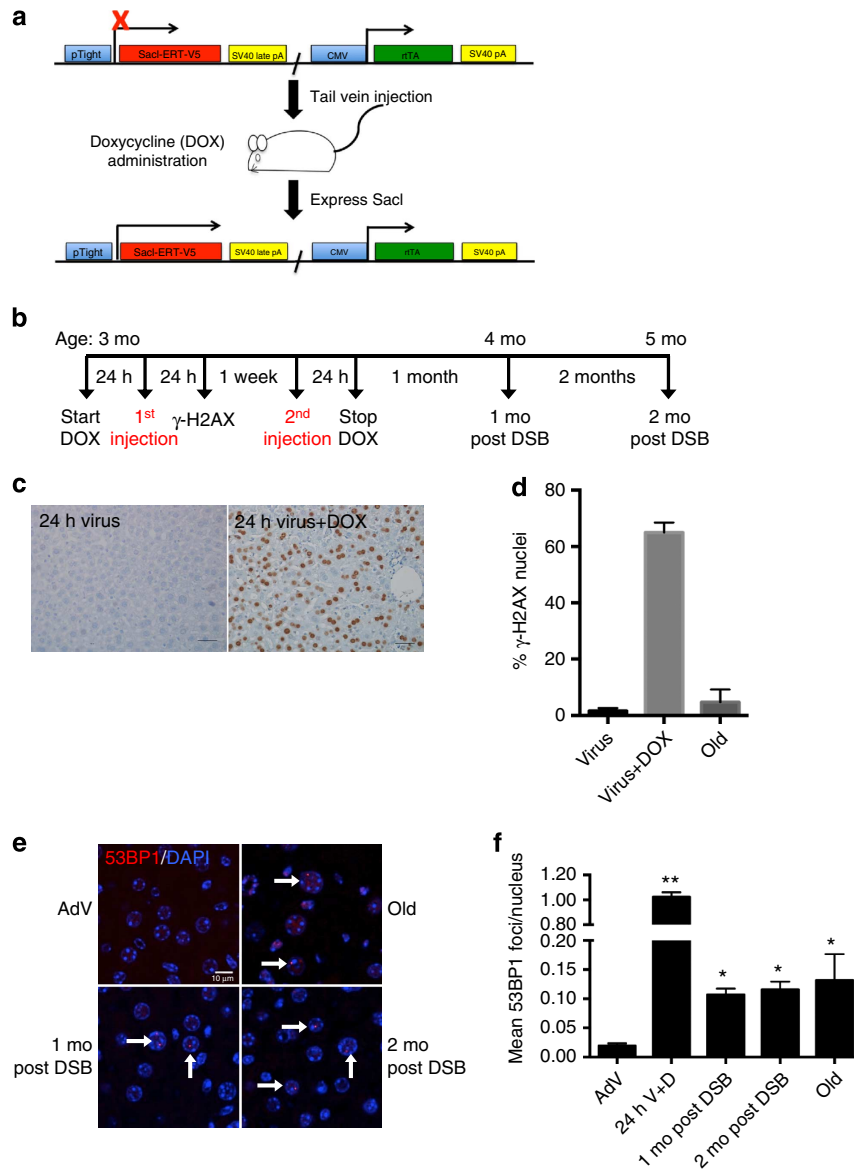 a
X
pTight SacI-ERT-V5 SV40 late pA CMV rtTA SV40 pA
Tail vein injection
Doxycycline (DOX)
administration
Express SacI
pTight SacI-ERT-V5 SV40 late pA CMV rtTA SV40 pA
b
Age: 3 mo 4 mo 5 mo
24 h 24 h 1 week 24 h 1 month 2 months
Start 1st γ-H2AX 2nd Stop 1 mo 2 mo
DOX injection injection DOX post DSB post DSB
c
24 h virus 24 h virus+DOX
d
% γ-H2AX nuclei
80
60
40
20
0
Virus Virus+DOX Old
e
53BP1/DAPI
AdV Old
10 μm
1 mo 2 mo
post DSB post DSB
f
Mean 53BP1 foci/nucleus
1.20
1.00
0.80
0.20
0.15
0.10
0.05
0.00
** * * *
AdV 24 h V+D 1 mo post DSB 2 mo post DSB Old